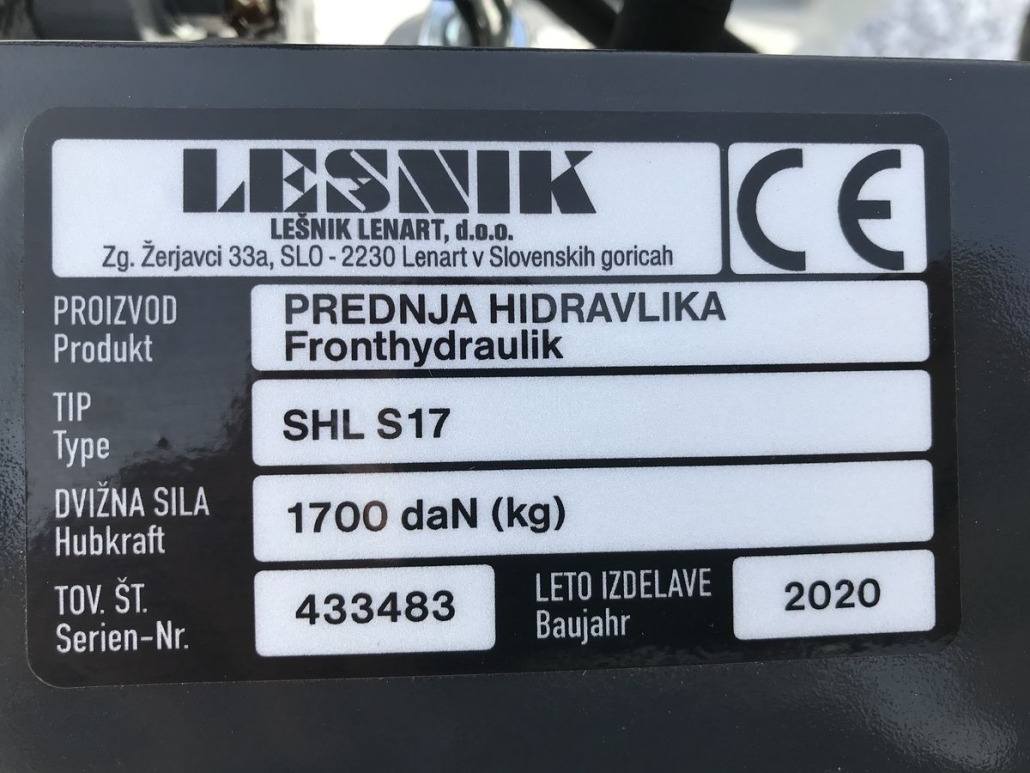 LESNIK
LEŠNIK LENART, d.o.o.
Zg. Žerjavci 33a, SLO - 2230 Lenart v Slovenskih goricah
CE
PROIZVOD
Produkt
PREDNJA HIDRAVLIKA
Fronthydraulik
TIP
Type
SHL S17
DVIŽNA SILA
Hubkraft
1700 daN (kg)
TOV. ŠT.
Serien-Nr.
433483
LETO IZDELAVE
Baujahr
2020